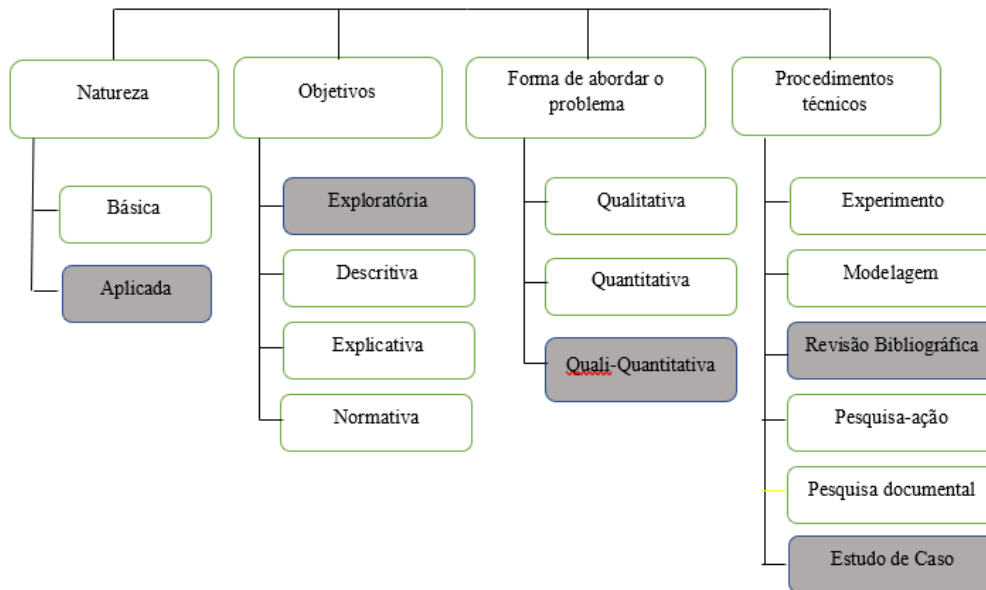 Natureza
Básica
Aplicada
Objetivos
Exploratória
Descritiva
Explicativa
Normativa
Forma de abordar o
problema
Qualitativa
Quantitativa
Quali-Quantitativa
Procedimentos
técnicos
Experimento
Modelagem
Revisão Bibliográfica
Pesquisa-ação
Pesquisa documental
Estudo de Caso